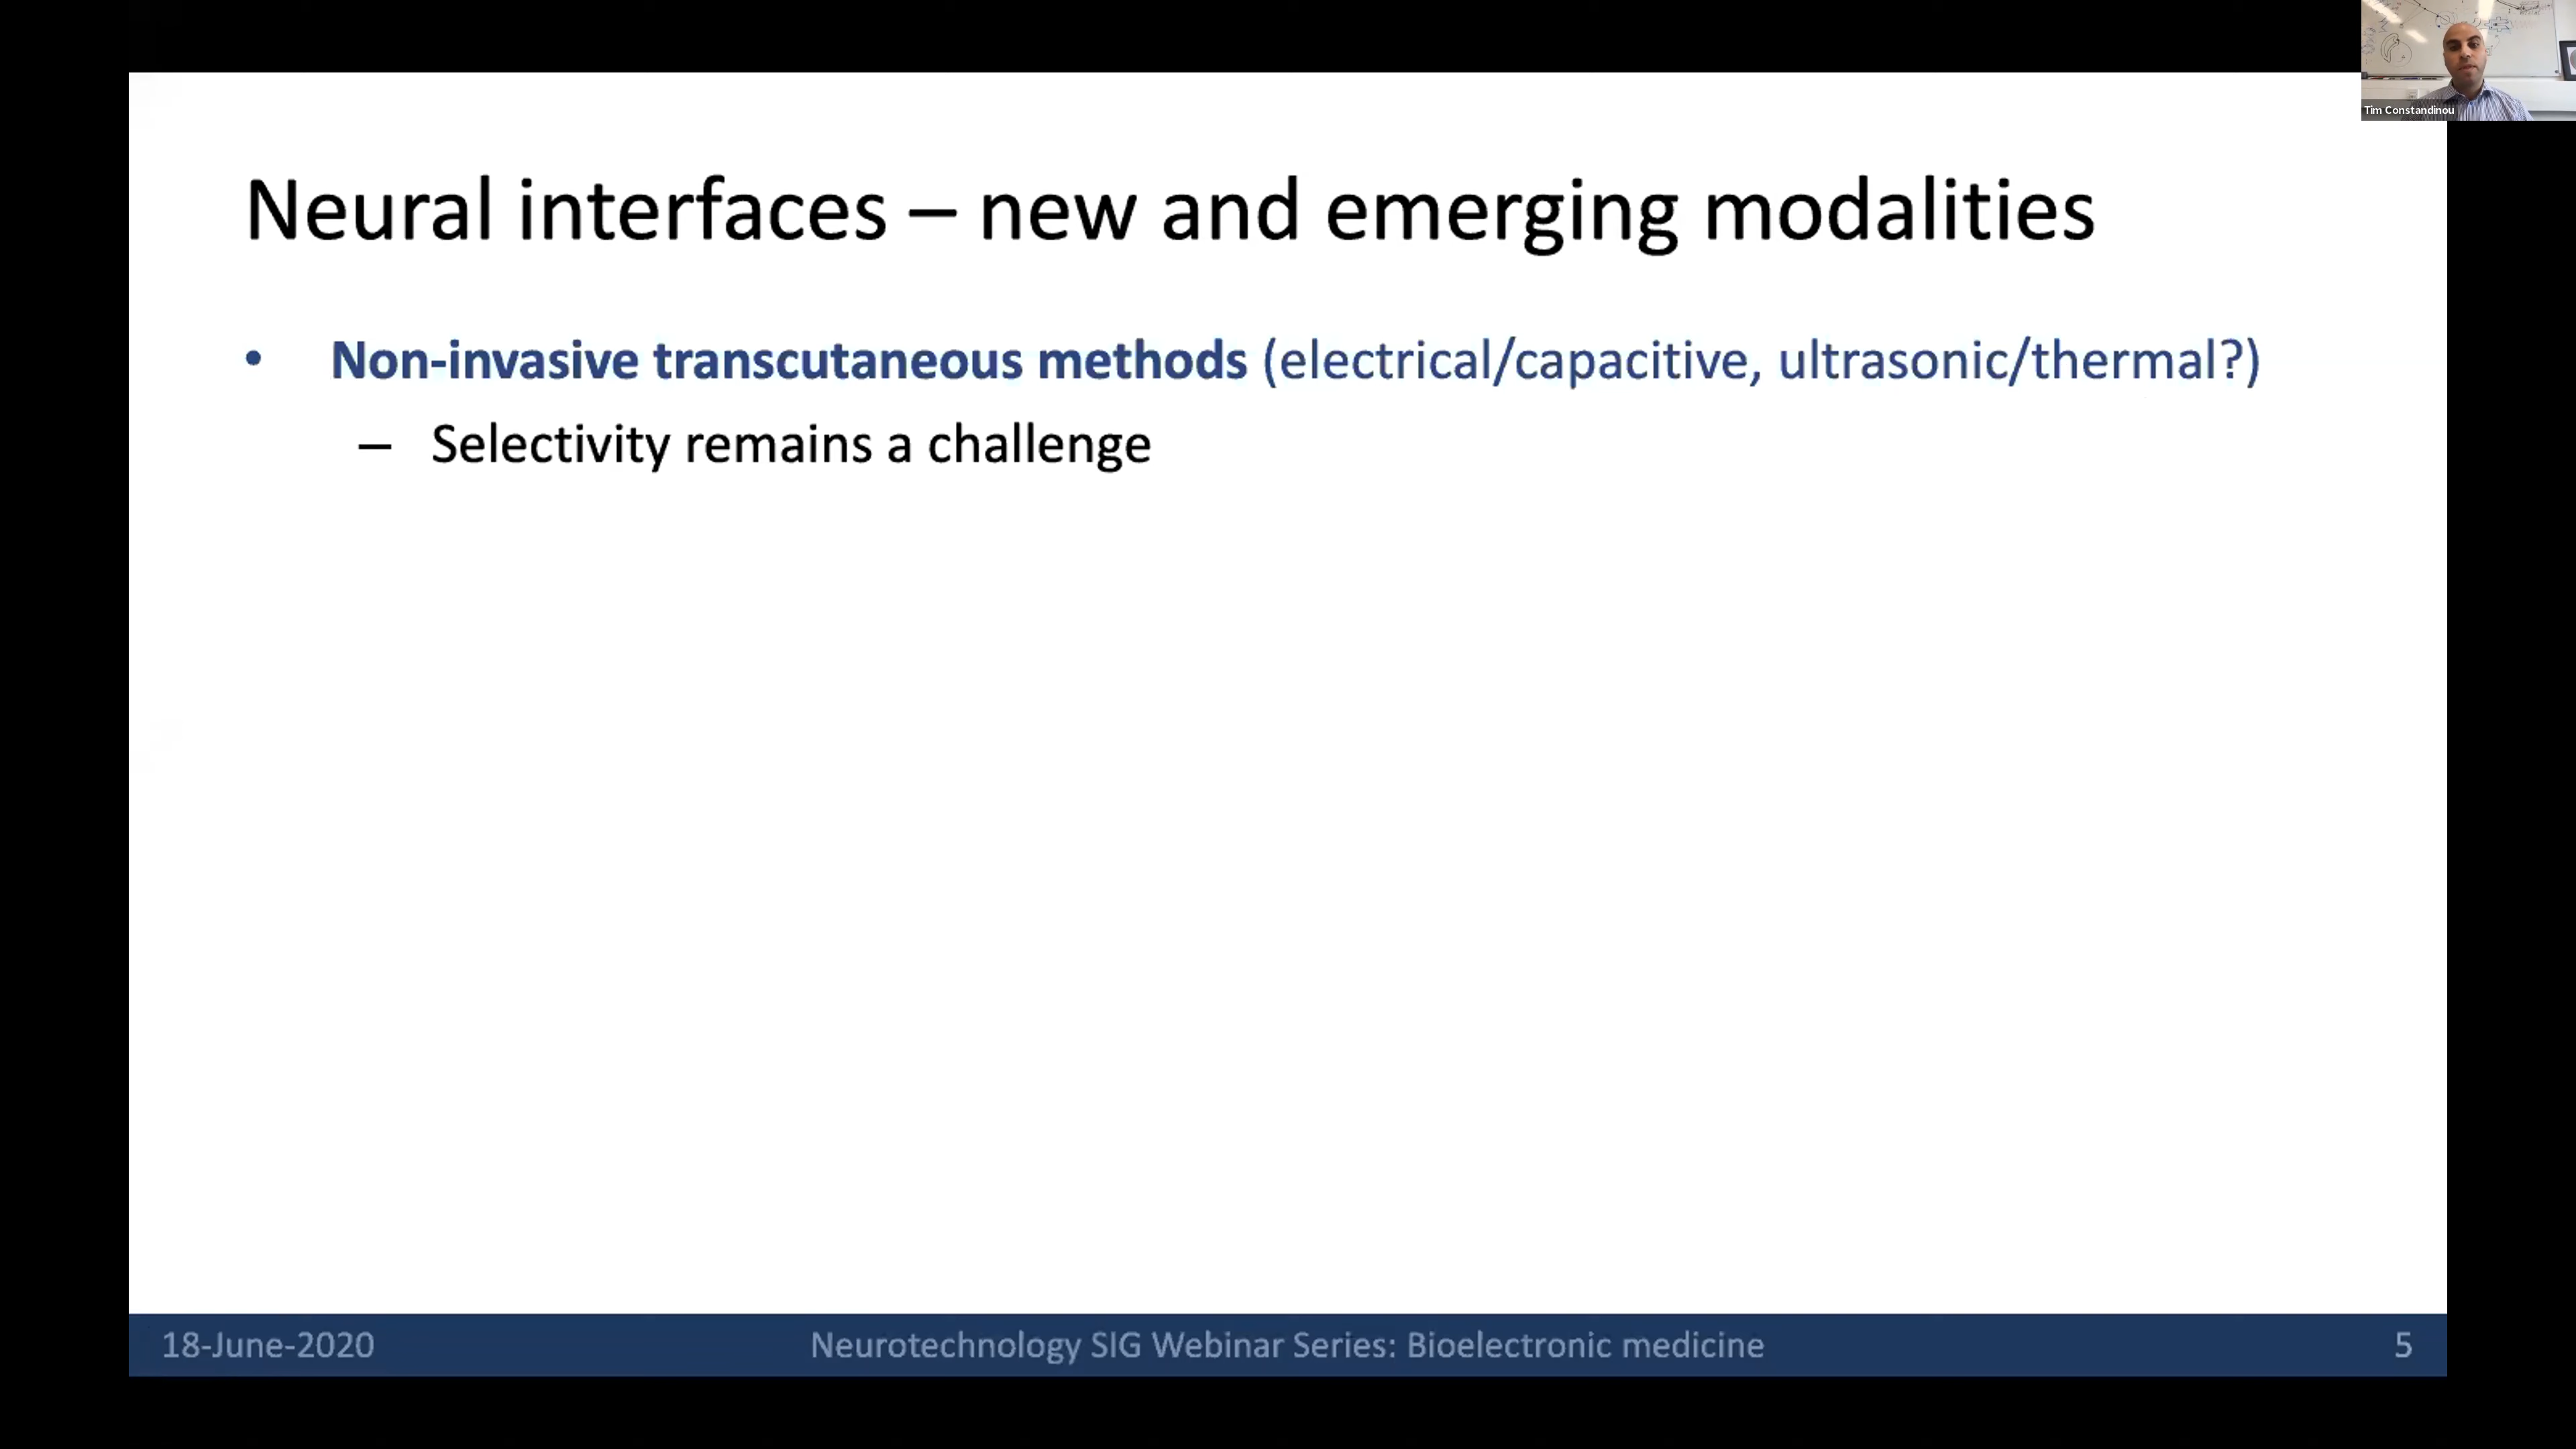 Tim Constandinou
Neural interfaces – new and emerging modalities
• Non-invasive transcutaneous methods (electrical/capacitive, ultrasonic/thermal?)
– Selectivity remains a challenge
18-June-2020
Neurotechnology SIG Webinar Series: Bioelectronic medicine
5